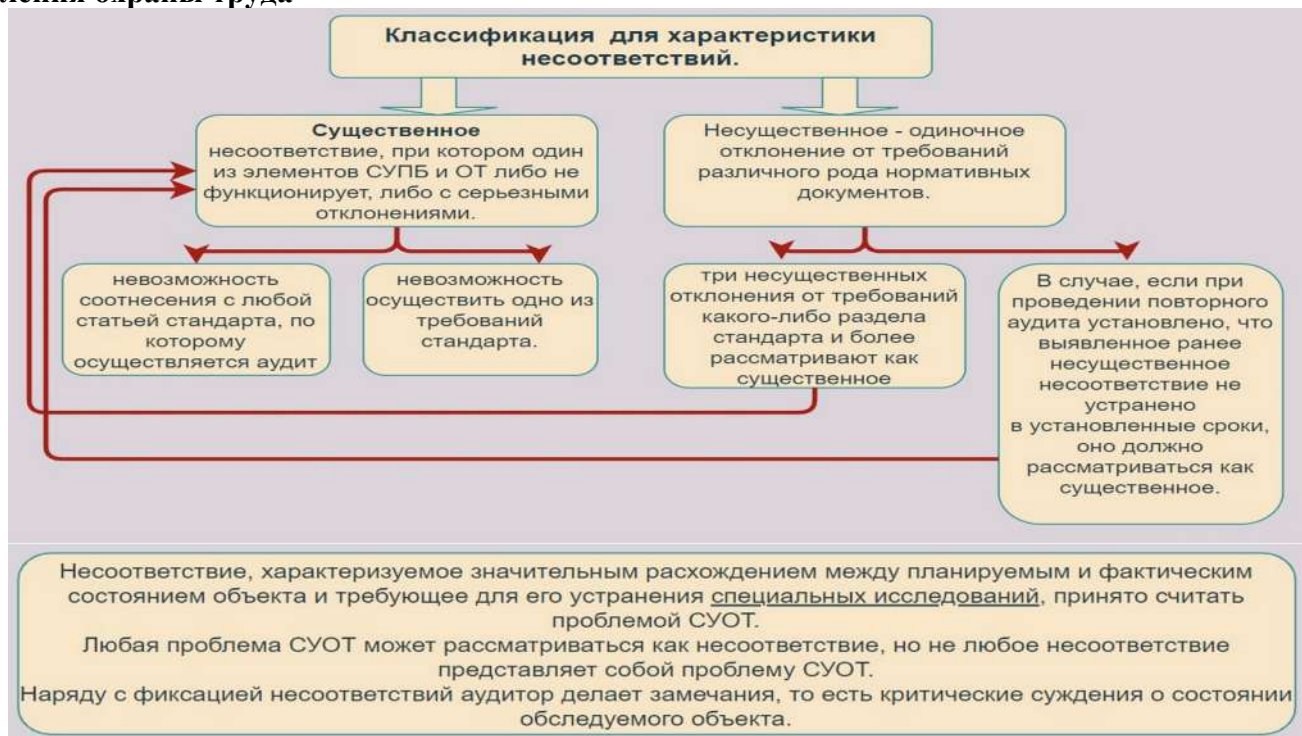 охраны труда
Классификация для характеристики
несоответствий.
Существенное
несоответствие, при котором один
из элементов СУПБ и ОТ либо не
функционирует, либо с серьезными
отклонениями.
Несущественное - одиночное
отклонение от требований
различного рода нормативных
документов.
невозможность
соотнесения с любой
статьей стандарта, по
которому
осуществляется аудит
невозможность
осуществить одно из
требований
стандарта.
три несущественных
отклонения от требований
какого-либо раздела
стандарта и более
рассматривают как
существенное
В случае, если при
проведении повторного
аудита установлено, что
выявленное ранее
несущественное
несоответствие не
устранено
в установленные сроки,
оно должно
рассматриваться как
существенное.
Несоответствие, характеризуемое значительным расхождением между планируемым и фактическим
состоянием объекта и требующее для его устранения специальных исследований, принято считать
проблемой СУОТ.
Любая проблема СУОТ может рассматриваться как несоответствие, но не любое несоответствие
представляет собой проблему СУОТ.
Наряду с фиксацией несоответствий аудитор делает замечания, то есть критические суждения о состоянии
обследуемого объекта.